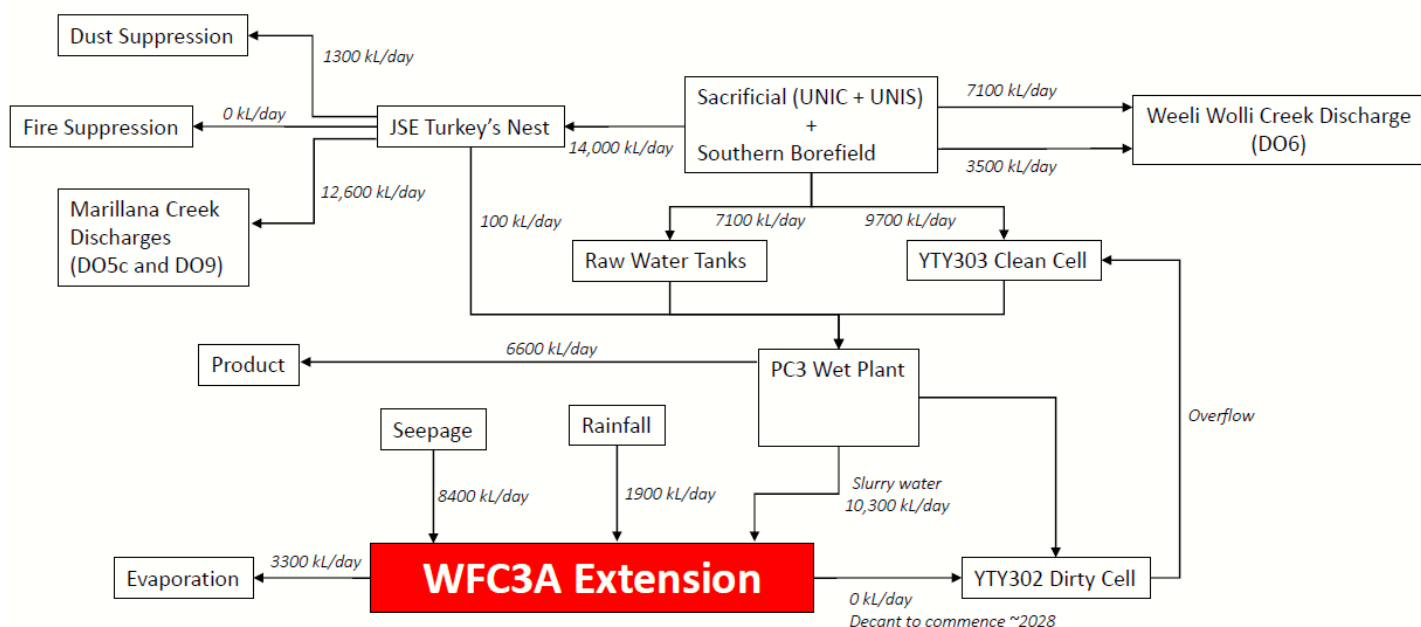 Dust Suppression
1300 kL/day
Fire Suppression
0 kL/day
JSE Turkey's Nest
14,000 kL/day
Sacrificial (UNIC + UNIS)
+
Southern Borefield
7100 kL/day
3500 kL/day
Weeli Wolli Creek Discharge
(DO6)
12,600 kL/day
Marillana Creek
Discharges
(DO5c and DO9)
100 kL/day
7100 kL/day
9700 kL/day
Raw Water Tanks
YTY303 Clean Cell
6600 kL/day
Product
PC3 Wet Plant
Overflow
Seepage
Rainfall
8400 kL/day
1900 kL/day
Slurry water
10,300 kL/day
Evaporation
3300 kL/day
WFC3A Extension
0 kL/day
Decant to commence ~2028
YTY302 Dirty Cell